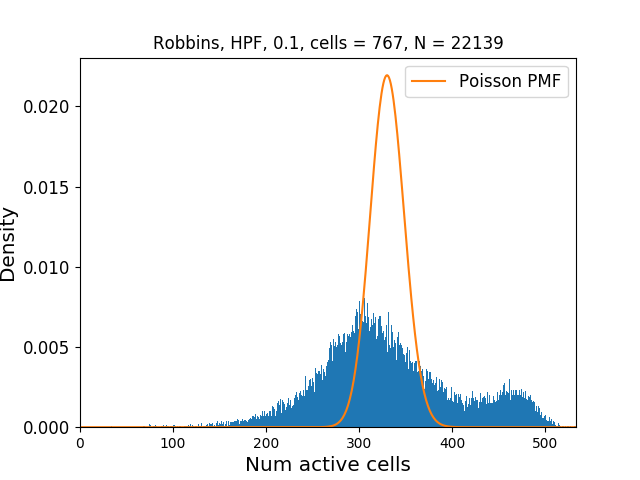 Robbins, HPF, 0.1, cells = 767, N = 22139
Poisson PMF
Density
0.020
0.015
0.010
0.005
0.000
0 100 200 300 400 500
Num active cells